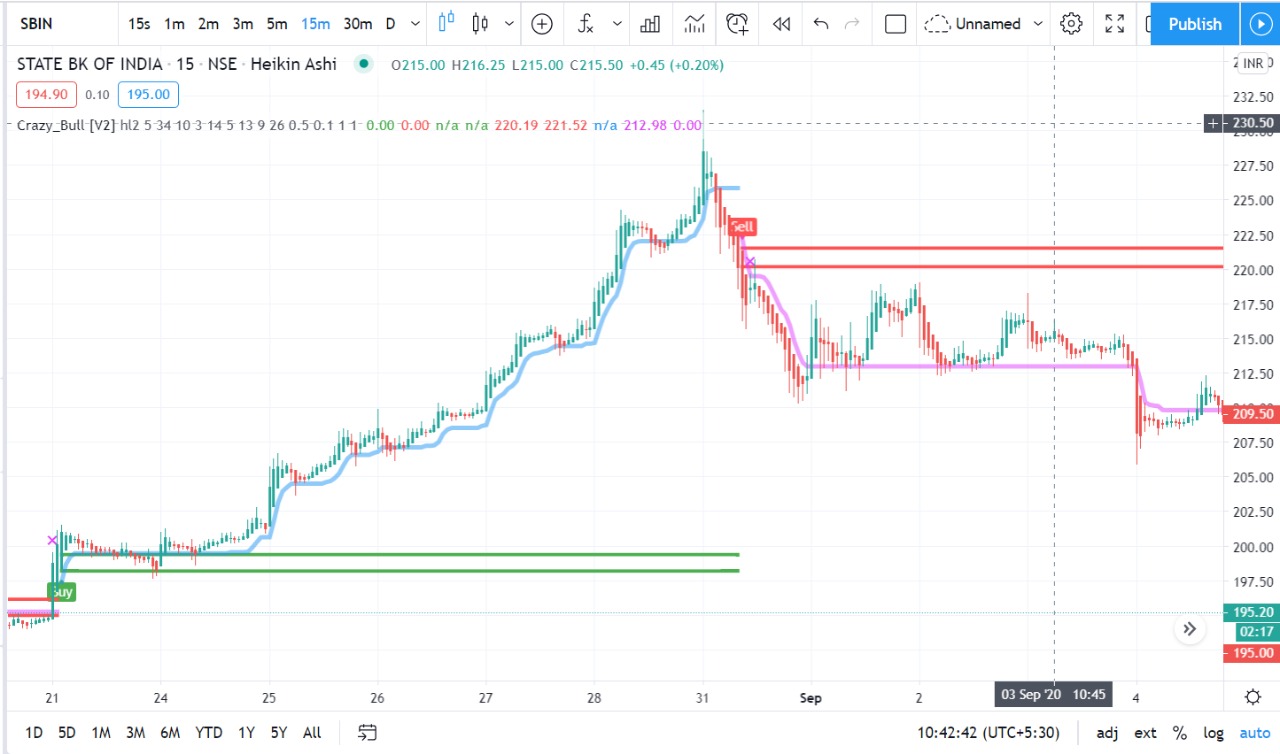 SBIN 15s 1m 2m 3m 5m 15m 30m D Unnamed Publish
STATE BK OF INDIA · 15 · NSE · Heikin Ashi O215.00 H216.25 L215.00 C215.50 +0.45 (+0.20%)
INR
194.90 0.10 195.00
Crazy_Bull [V2] hl2 5 34 10 3 14 5 13 9 26 0.5 0.1 1 1 0.00 0.00 n/a n/a 220.19 221.52 n/a 212.98 0.00
232.50
230.50
227.50
225.00
Sell
222.50
220.00
217.50
215.00
212.50
209.50
207.50
205.00
202.50
200.00
197.50
195.20
02:17
195.00
21 24 25 26 27 28 31 Sep 2 03 Sep '20 10:45 4
1D 5D 1M 3M 6M YTD 1Y 5Y All 10:42:42 (UTC+5:30) adj ext % log auto